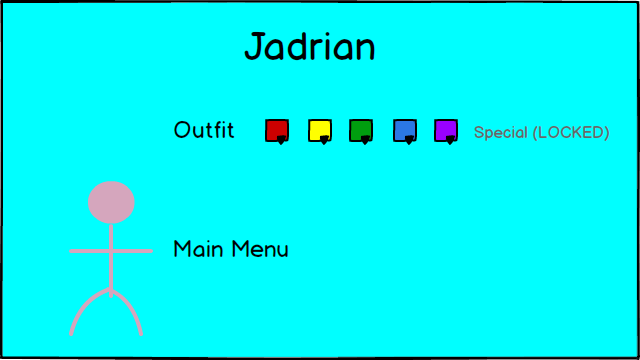 Jadrian
Outfit Special (LOCKED)
Main Menu